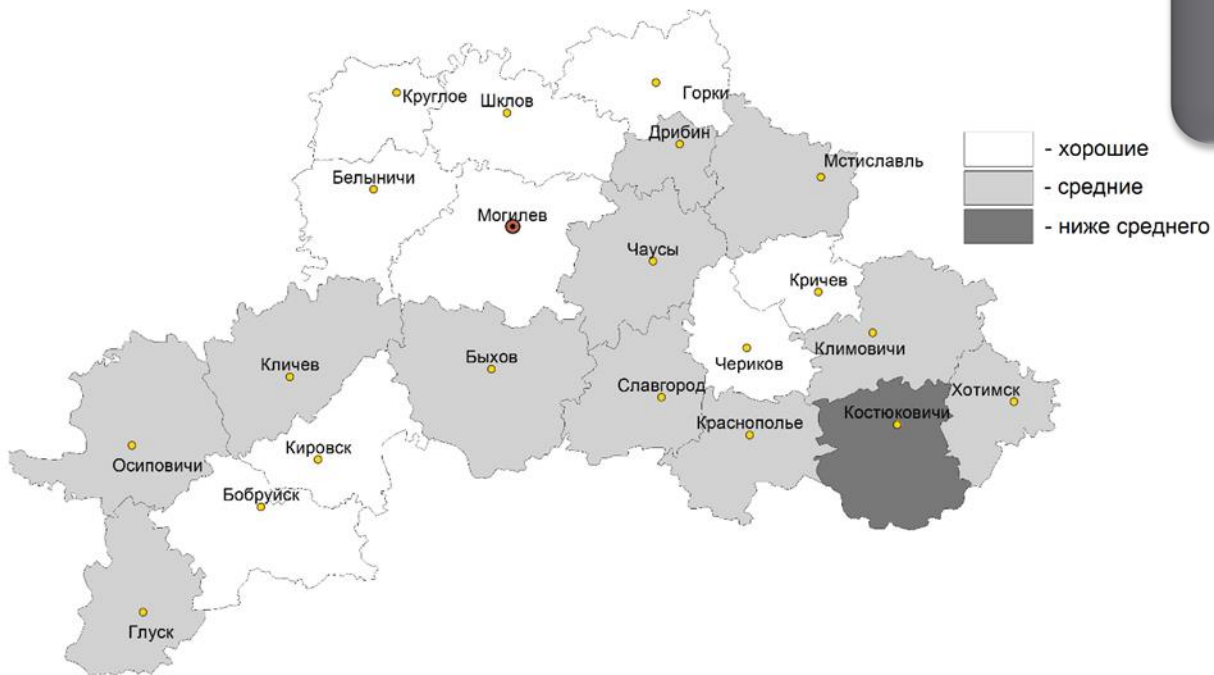 Круглое
Шклов
Горки
Дрибин
Мстиславль
Белыничи
Могилев
Чаусы
Кричев
Климовичи
Чериков
Кличев
Быхов
Славгород
Хотимск
Костюковичи
Краснополье
Осиповичи
Кировск
Бобруйск
Глуск
- хорошие
- средние
- ниже среднего